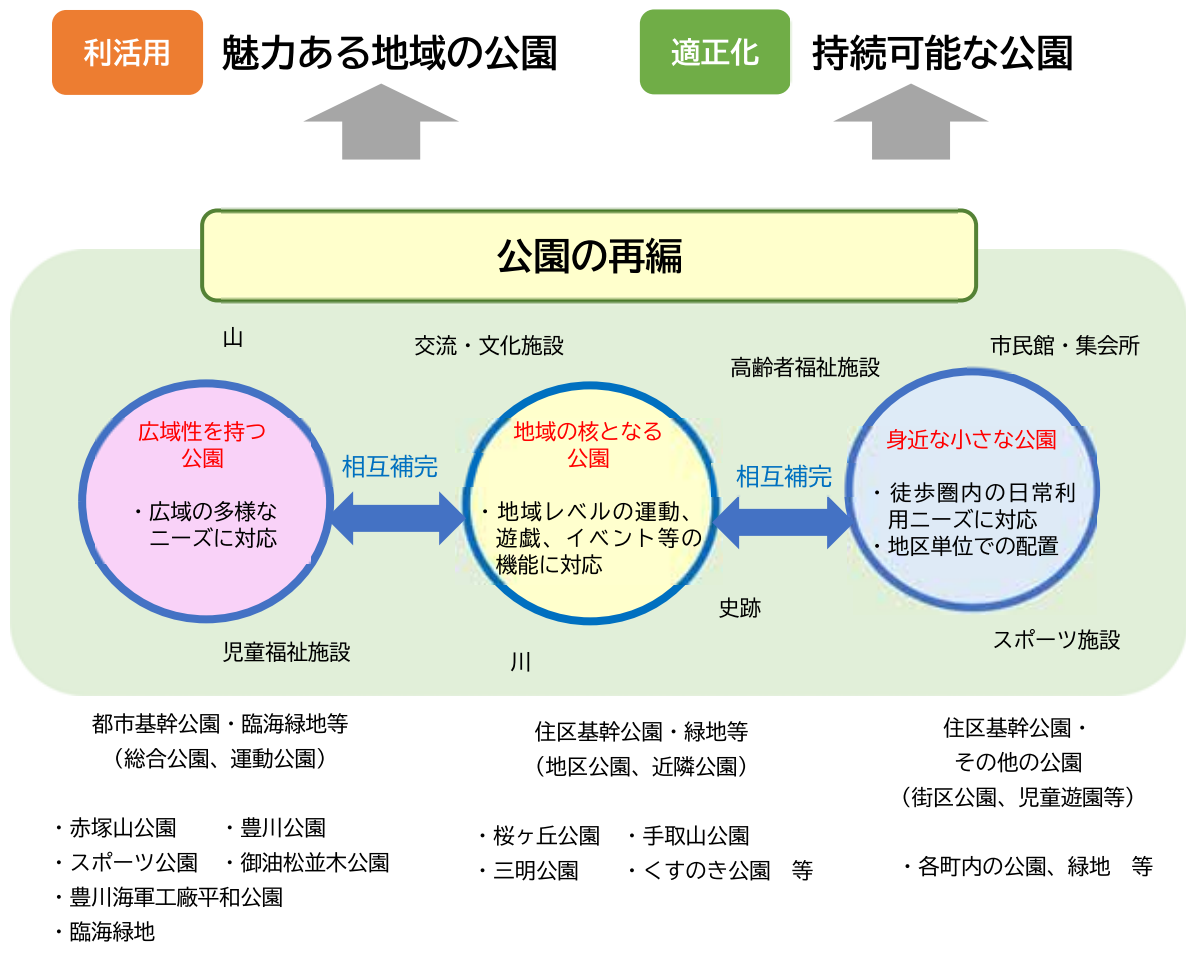 利活用
魅力ある地域の公園
適正化
持続可能な公園
公園の再編
山
交流・文化施設
高齢者福祉施設
市民館・集会所
広域性を持つ
公園
・広域の多様な
ニーズに対応
相互補完
地域の核となる
公園
・地域レベルの運動、
遊戯、イベント等の
機能に対応
相互補完
身近な小さな公園
・徒歩圏内の日常利
用ニーズに対応
・地区単位での配置
児童福祉施設
川
史跡
スポーツ施設
都市基幹公園・臨海緑地等
（総合公園、運動公園）
・赤塚山公園　・豊川公園
・スポーツ公園　・御油松並木公園
・豊川海軍工廠平和公園
・臨海緑地
住区基幹公園・緑地等
（地区公園、近隣公園）
・桜ヶ丘公園　・手取山公園
・三明公園　・くすのき公園　等
住区基幹公園・
その他の公園
（街区公園、児童遊園等）
・各町内の公園、緑地　等